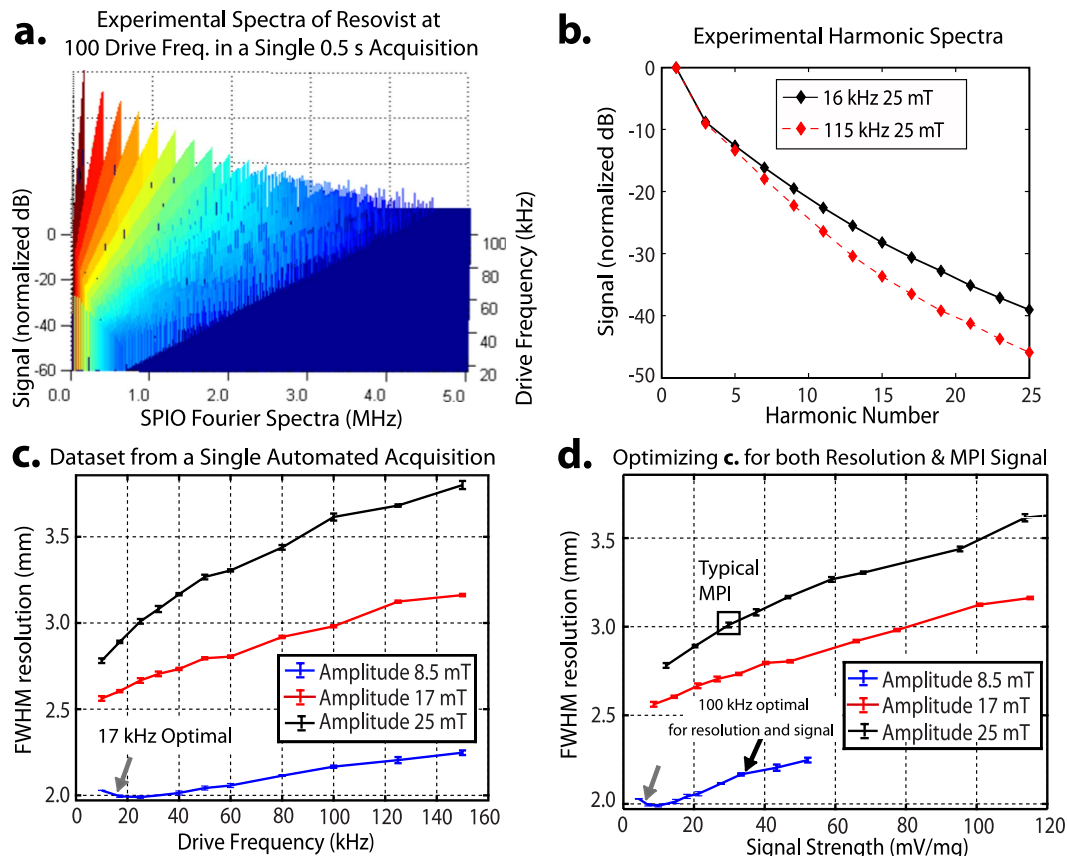 a.
Experimental Spectra of Resovist at
100 Drive Freq. in a Single 0.5 s Acquisition
Signal (normalized dB)
0
-20
-40
-60
0.0
1.0
2.0
3.0
4.0
5.0
SPIO Fourier Spectra (MHz)
100
80
60
40
20
Drive Frequency (kHz)
b.
Experimental Harmonic Spectra
Signal (normalized dB)
0
-10
-20
-30
-40
-50
0
5
10
15
20
25
Harmonic Number
16 kHz 25 mT
115 kHz 25 mT
c. Dataset from a Single Automated Acquisition
FWHM resolution (mm)
3.5
3.0
2.5
2.0
0 20 40 60 80 100 120 140 160
Drive Frequency (kHz)
17 kHz Optimal
Amplitude 8.5 mT
Amplitude 17 mT
Amplitude 25 mT
d. Optimizing c. for both Resolution & MPI Signal
FWHM resolution (mm)
3.5
3.0
2.5
2.0
0 20 40 60 80 100 120
Signal Strength (mV/mg)
Typical
MPI
100 kHz optimal
for resolution and signal
Amplitude 8.5 mT
Amplitude 17 mT
Amplitude 25 mT